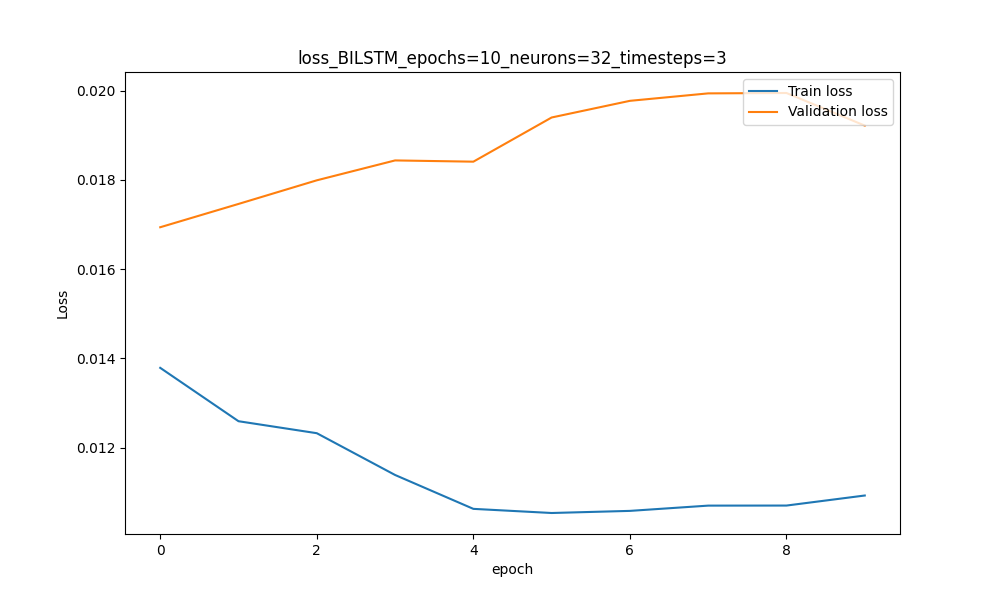 loss_BILSTM_epochs=10_neurons=32_timesteps=3
Train loss
Validation loss
0.020
0.018
0.016
0.014
0.012
Loss
0
2
4
6
8
epoch